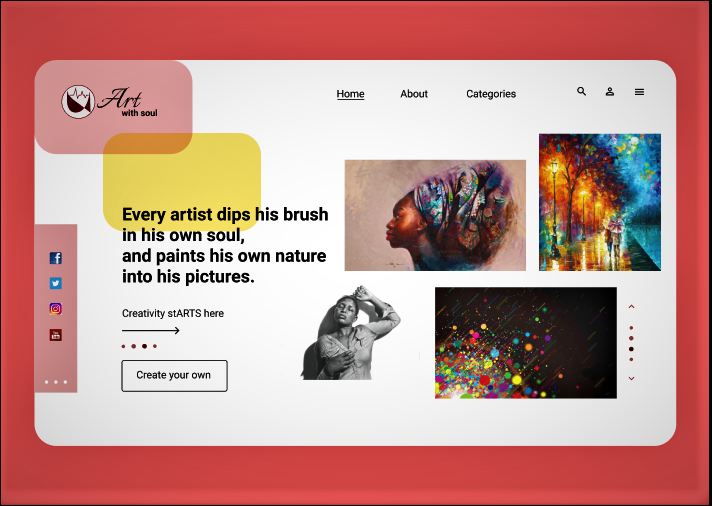 Art
with soul
Home About Categories
Every artist dips his brush
in his own soul,
and paints his own nature
into his pictures.
Creativity stARTS here
Create your own